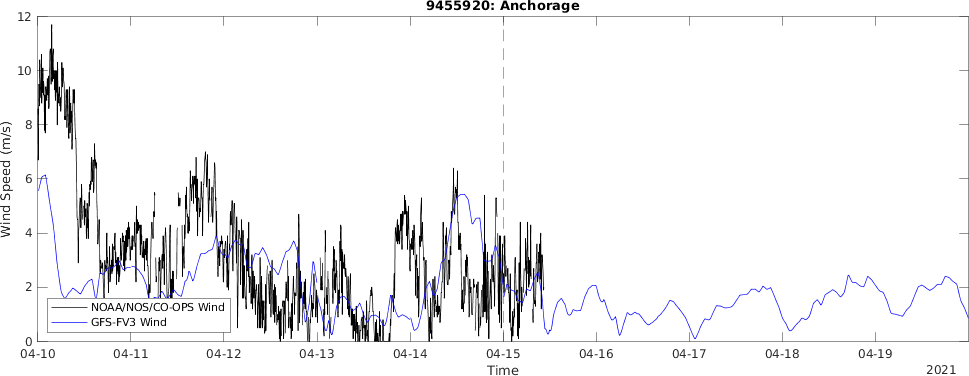 9455920: Anchorage
Wind Speed (m/s)
12
10
8
6
4
2
0
NOAA/NOS/CO-OPS Wind
GFS-FV3 Wind
04-10 04-11 04-12 04-13 04-14 04-15 04-16 04-17 04-18 04-19
Time
2021